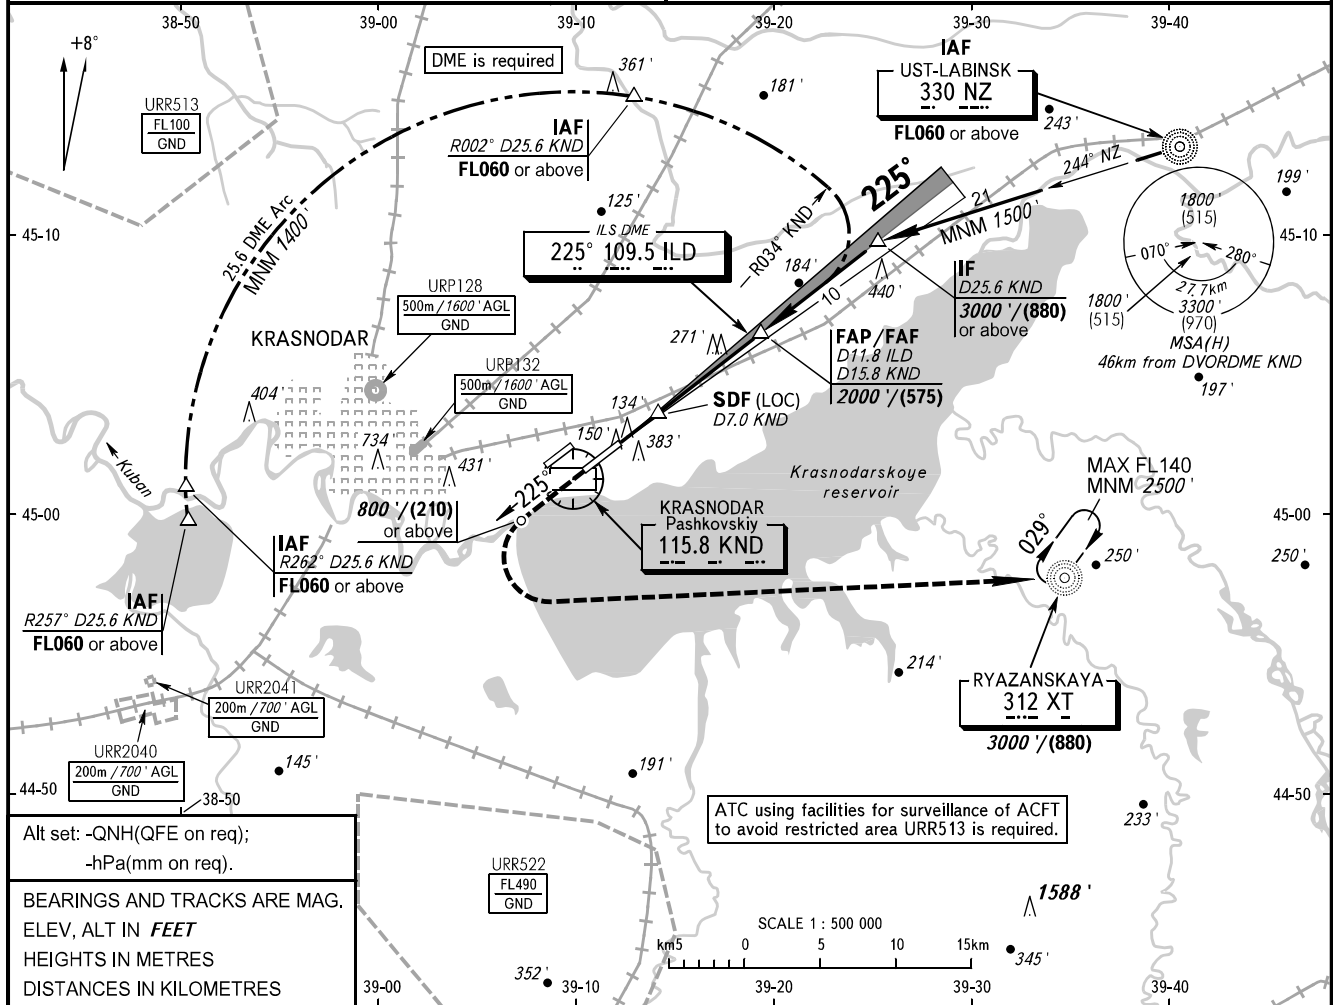 38-50
39-00
39-10
39-20
39-30
39-40
+8°
DME is required
361'
181'
IAF
UST-LABINSK
330 NZ
FL060 or above
243'
URR513
FL100
GND
IAF
R002° D25.6 KND
FL060 or above
244° NZ
199'
225°
21
MNM 1500'
125'
ILS DME
225° 109.5 ILD
R034° KND
184'
10
440'
1800'
(515)
070°
280°
27,7km
3300'
(970)
1800'
(515)
MSA(H)
46km from DVORDME KND
197'
45-10
45-10
25.6 DME Arc
MNM 1400'
URP128
500m/1600' AGL
GND
KRASNODAR
IF
D25.6 KND
3000'/(880)
or above
271'
FAP/FAF
D11.8 ILD
D15.8 KND
2000'/(575)
URP132
500m/1600' AGL
GND
404'
SDF (LOC)
D7.0 KND
134'
150'
383'
734'
431'
Kuban
225°
Krasnodarskoye
reservoir
MAX FL140
MNM 2500'
029°
250'
250'
800'/(210)
or above
KRASNODAR
Pashkovskiy
115.8 KND
45-00
45-00
IAF
R262° D25.6 KND
FL060 or above
IAF
R257° D25.6 KND
FL060 or above
214'
RYAZANSKAYA
312 XT
3000'/(880)
URR2041
200m/700' AGL
GND
URR2040
200m/700' AGL
GND
145'
191'
44-50
44-50
38-50
ATC using facilities for surveillance of ACFT
to avoid restricted area URR513 is required.
233'
Alt set: -QNH(QFE on req);
-hPa(mm on req).
BEARINGS AND TRACKS ARE MAG.
ELEV, ALT IN FEET
HEIGHTS IN METRES
DISTANCES IN KILOMETRES
URR522
FL490
GND
1588'
SCALE 1 : 500 000
km5 0 5 10 15km
345'
352'
39-00
39-10
39-20
39-30
39-40